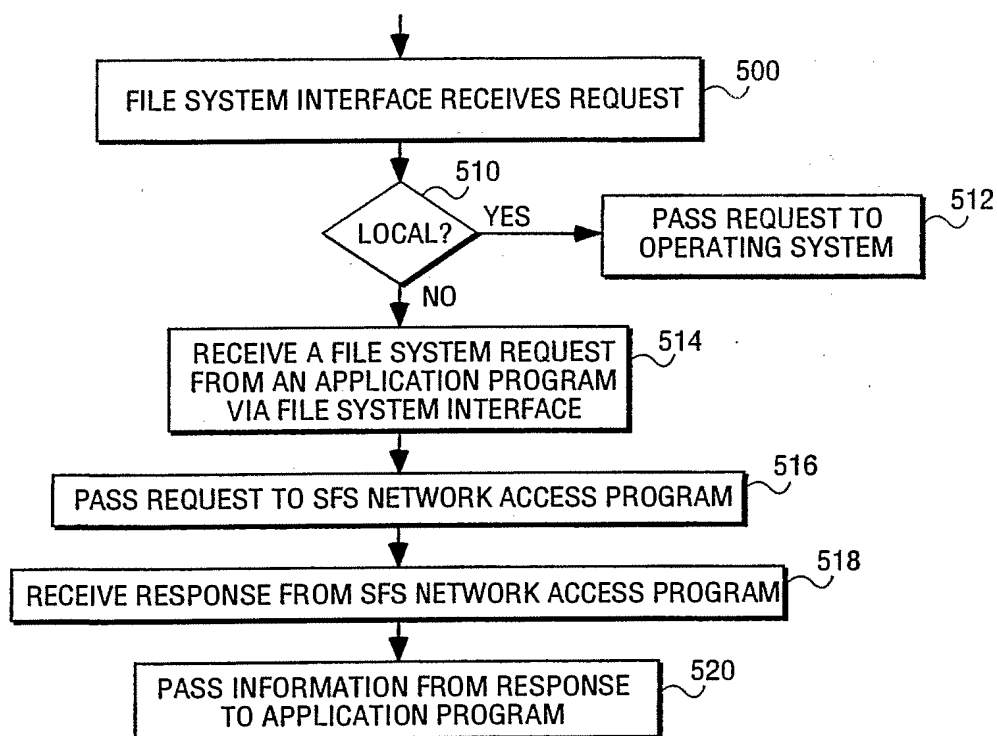 FILE SYSTEM INTERFACE RECEIVES REQUEST
500
510
LOCAL?
YES
PASS REQUEST TO
OPERATING SYSTEM
512
NO
RECEIVE A FILE SYSTEM REQUEST
FROM AN APPLICATION PROGRAM
VIA FILE SYSTEM INTERFACE
514
PASS REQUEST TO SFS NETWORK ACCESS PROGRAM
516
RECEIVE RESPONSE FROM SFS NETWORK ACCESS PROGRAM
518
PASS INFORMATION FROM RESPONSE
TO APPLICATION PROGRAM
520